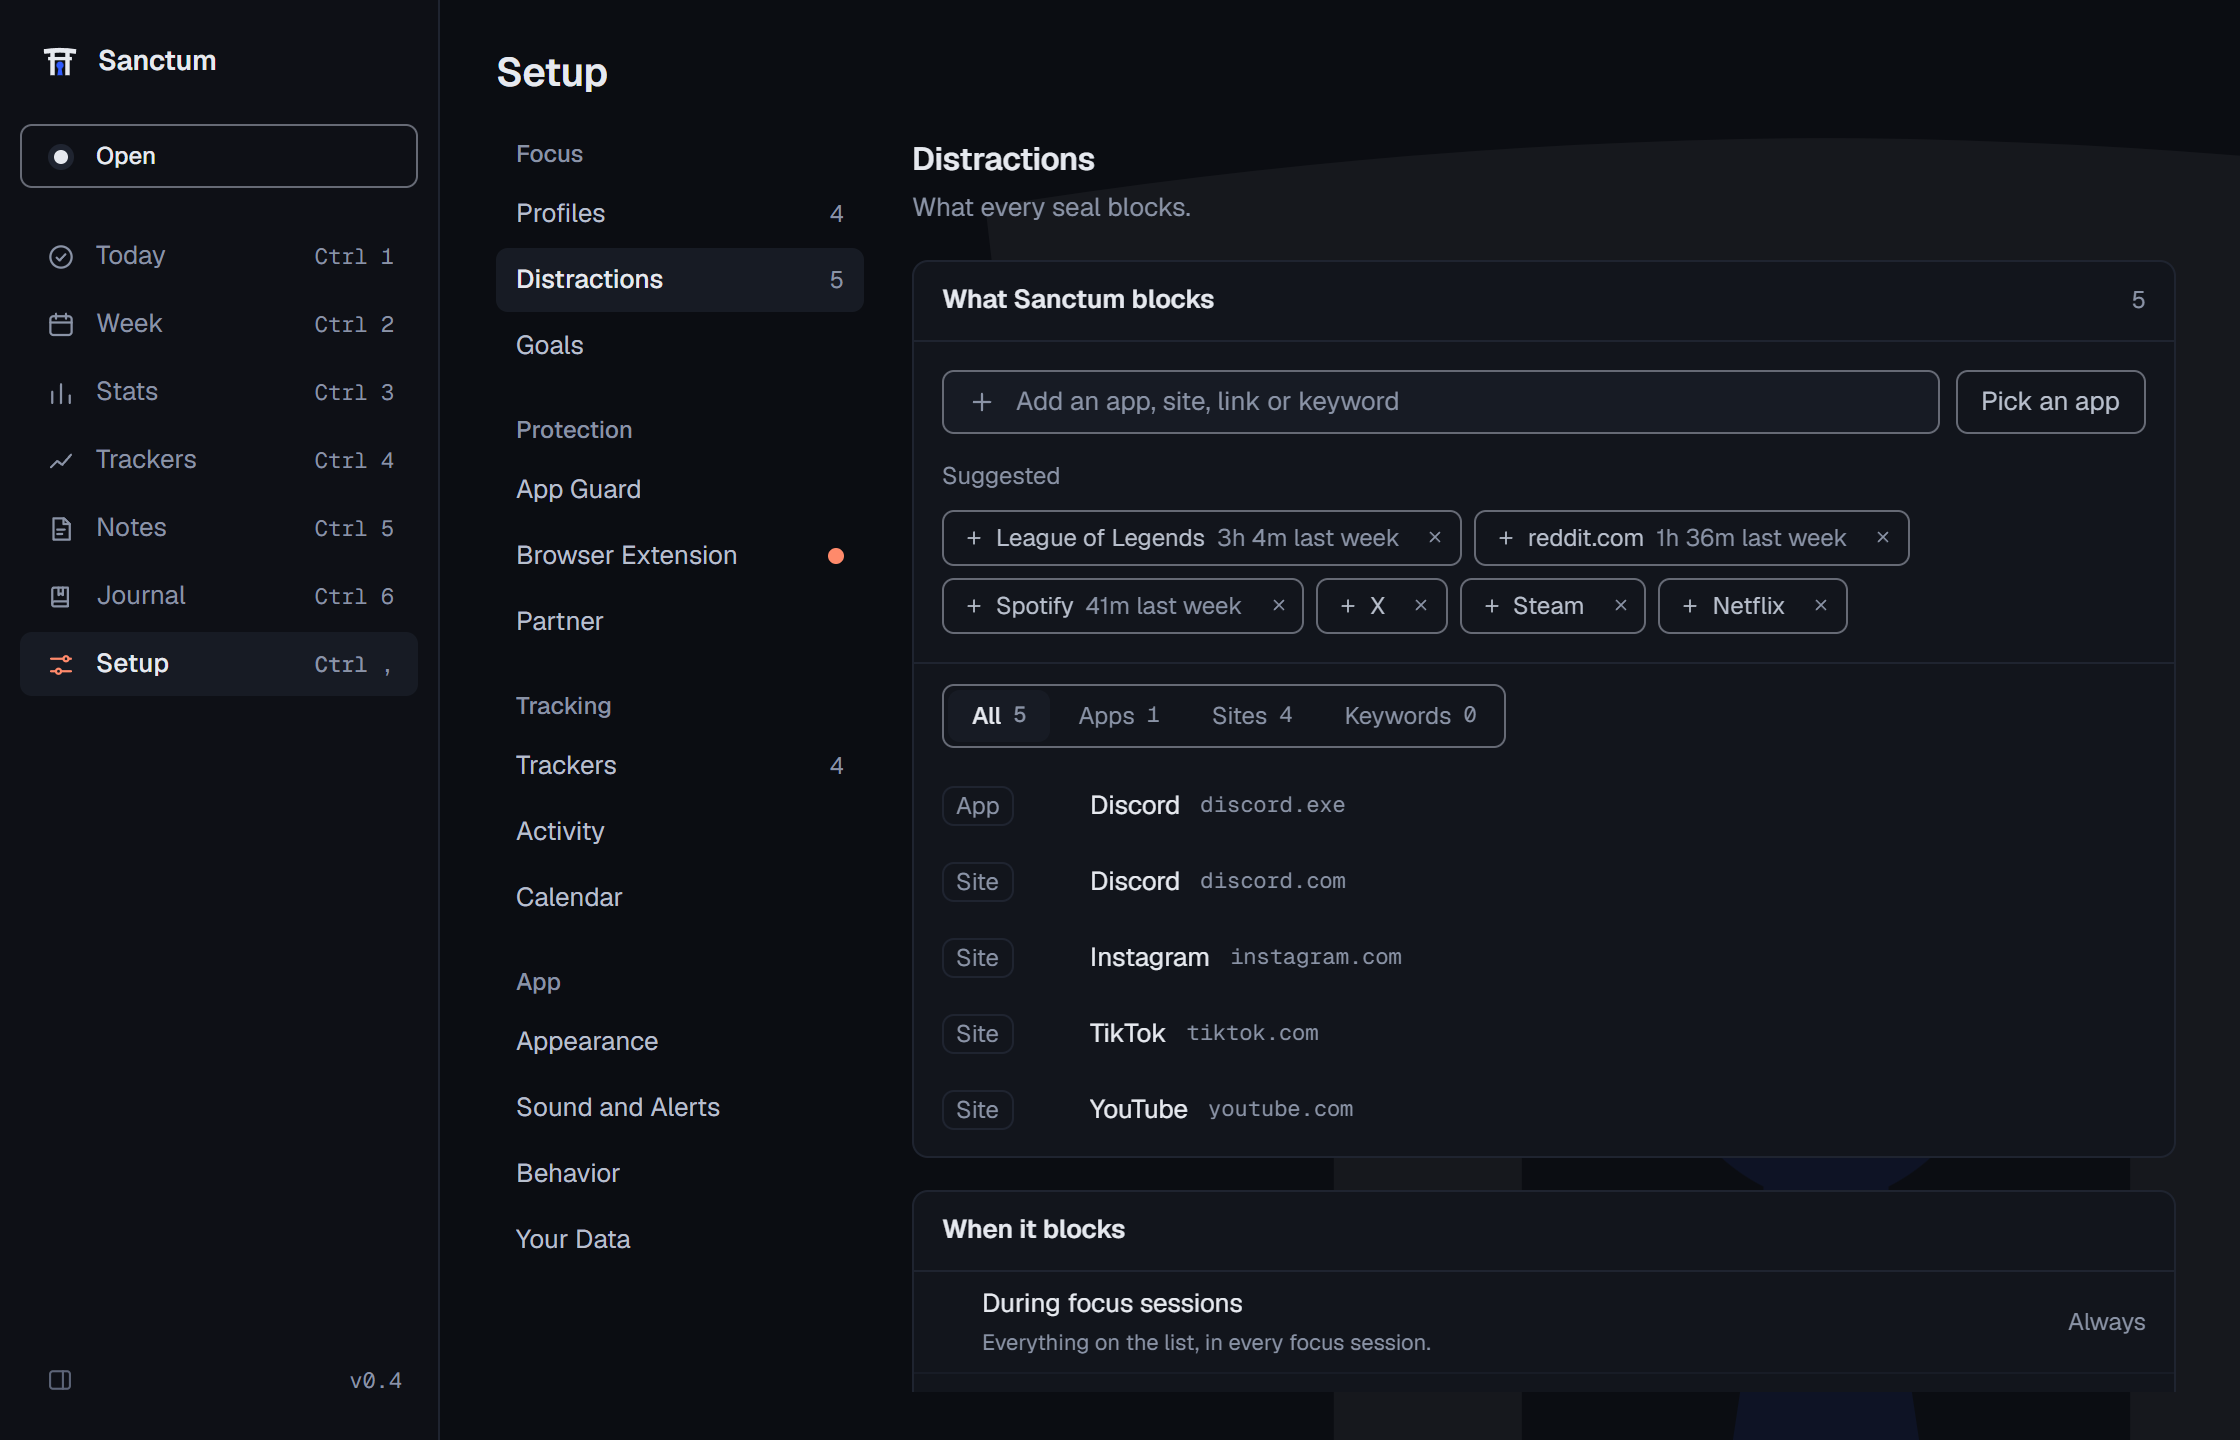 Sanctum
Open
Today Ctrl 1
Week Ctrl 2
Stats Ctrl 3
Trackers Ctrl 4
Notes Ctrl 5
Journal Ctrl 6
Setup Ctrl ,
v0.4
Setup
Focus
Profiles 4
Distractions 5
Goals
Protection
App Guard
Browser Extension
Partner
Tracking
Trackers 4
Activity
Calendar
App
Appearance
Sound and Alerts
Behavior
Your Data
Distractions
What every seal blocks.
What Sanctum blocks 5
+ Add an app, site, link or keyword Pick an app
Suggested
+ League of Legends 3h 4m last week × + reddit.com 1h 36m last week ×
+ Spotify 41m last week × + X × + Steam × + Netflix ×
All 5 Apps 1 Sites 4 Keywords 0
App Discord discord.exe
Site Discord discord.com
Site Instagram instagram.com
Site TikTok tiktok.com
Site YouTube youtube.com
When it blocks
During focus sessions
Everything on the list, in every focus session.
Always